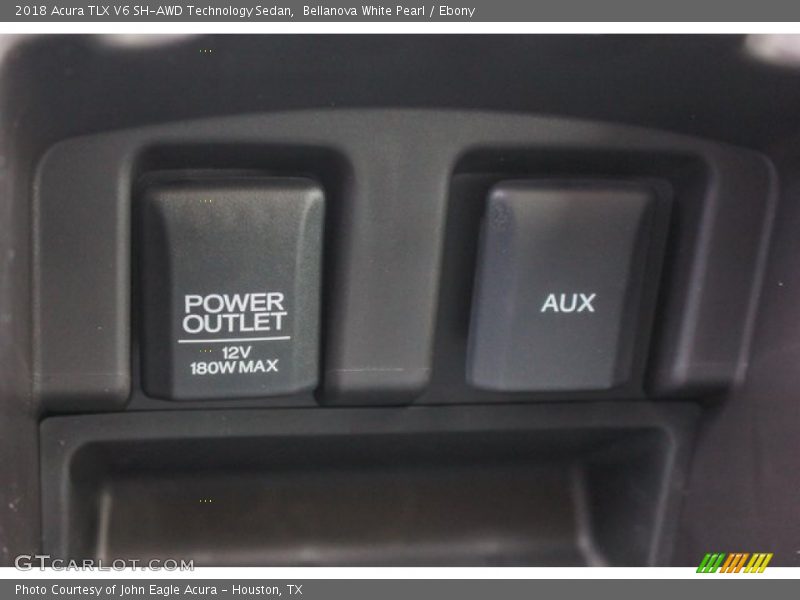 2018 Acura TLX V6 SH-AWD Technology Sedan,  Bellanova White Pearl / Ebony
POWER
OUTLET
12V
180W MAX
AUX
GTCARLOT.COM
Photo Courtesy of John Eagle Acura - Houston, TX